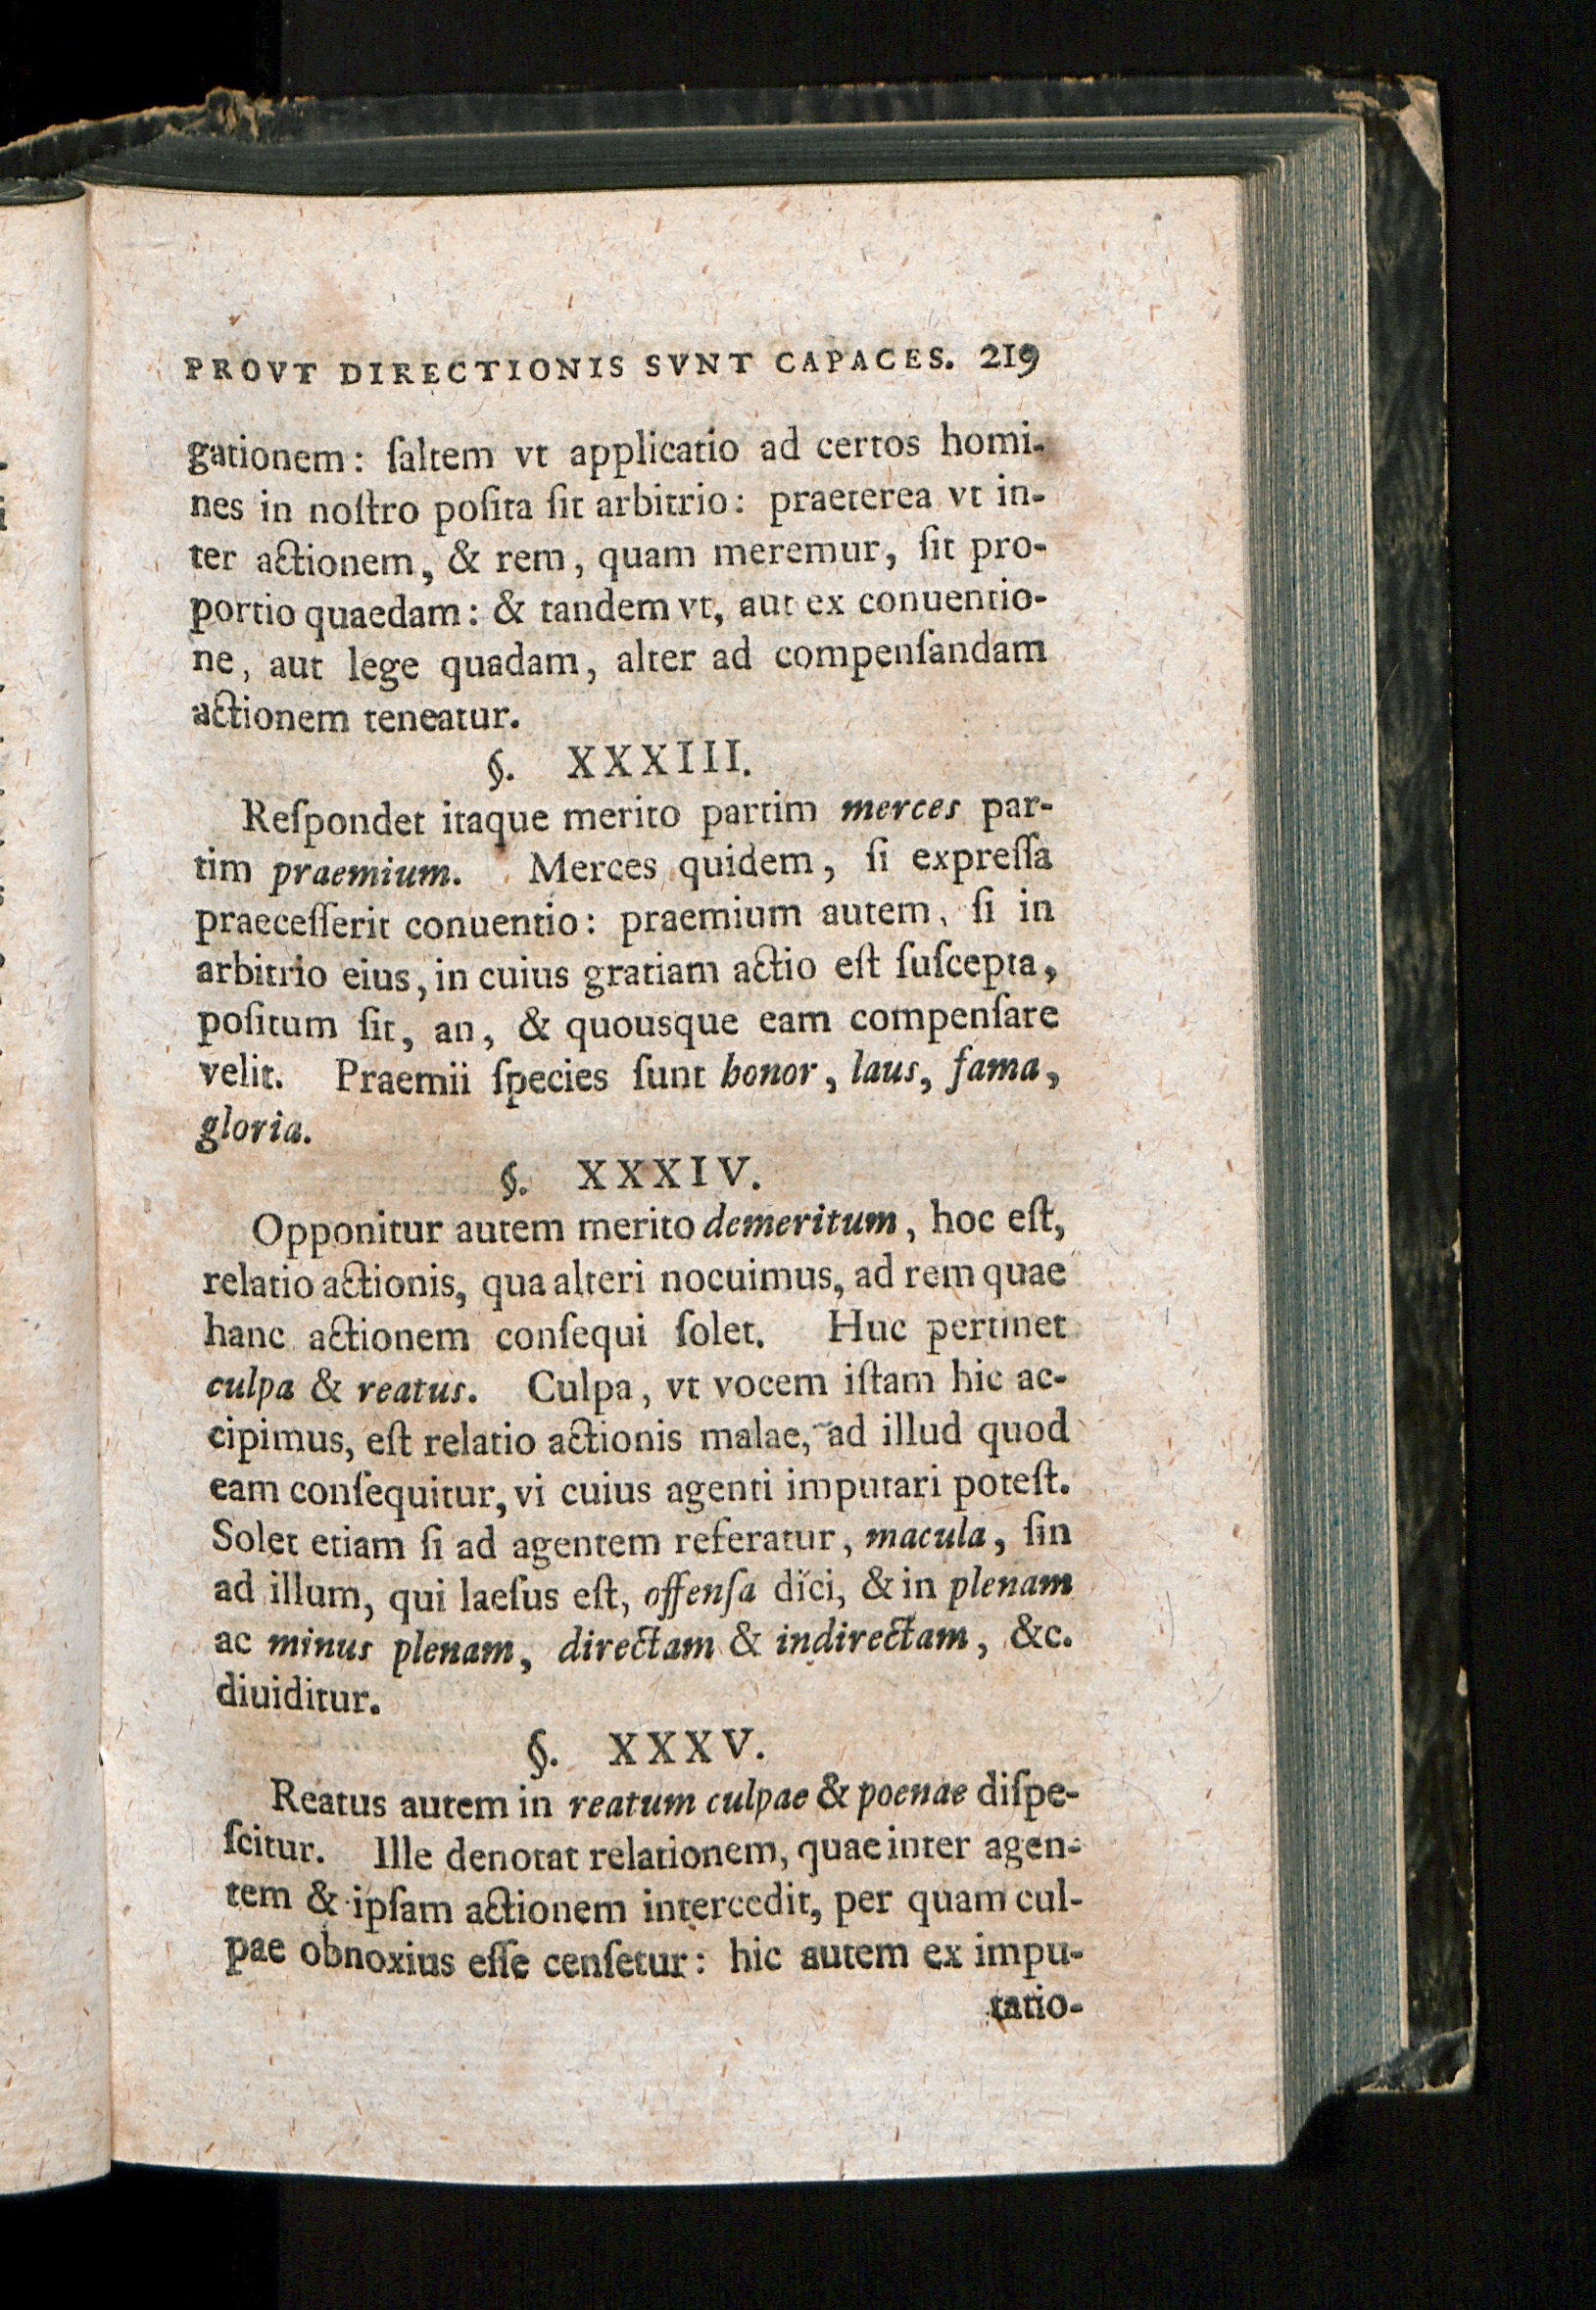 PROVT DIRECTIONIS SVNT CAPACES. 219
gationem: ſaltem vt applicatio ad certos homi-
nes in noſtro poſita ſit arbitrio: praeterea vt in-
ter actionem, & rem, quam meremur, ſit pro-
portio quaedam: & tandem vt, aut ex conuentio-
ne, aut lege quadam, alter ad compenſandam
actionem teneatur.
§. XXXIII.
Reſpondet itaque merito partim merces par-
tim praemium. Merces quidem, ſi expreſſa
praeceſſerit conuentio: praemium autem, ſi in
arbitrio eius, in cuius gratiam actio eſt ſuſcepta,
poſitum ſit, an, & quousque eam compenſare
velit. Praemii ſpecies ſunt honor, laus, fama,
gloria.
§. XXXIV.
Opponitur autem merito demeritum, hoc eſt,
relatio actionis, qua alteri nocuimus, ad rem quae
hanc actionem conſequi ſolet. Huc pertinet
culpa & reatus. Culpa, vt vocem iſtam hic ac-
cipimus, eſt relatio actionis malae, ad illud quod
eam conſequitur, vi cuius agenti imputari poteſt.
Solet etiam ſi ad agentem referatur, macula, ſin
ad illum, qui laeſus eſt, offenſa dici, & in plenam
ac minus plenam, directam & indirectam, &c.
diuiditur.
§. XXXV.
Reatus autem in reatum culpae & poenae diſpe-
ſcitur. Ille denotat relationem, quae inter agen-
tem & ipſam actionem intercedit, per quam cul-
pae obnoxius eſſe cenſetur: hic autem ex impu-
tatio-